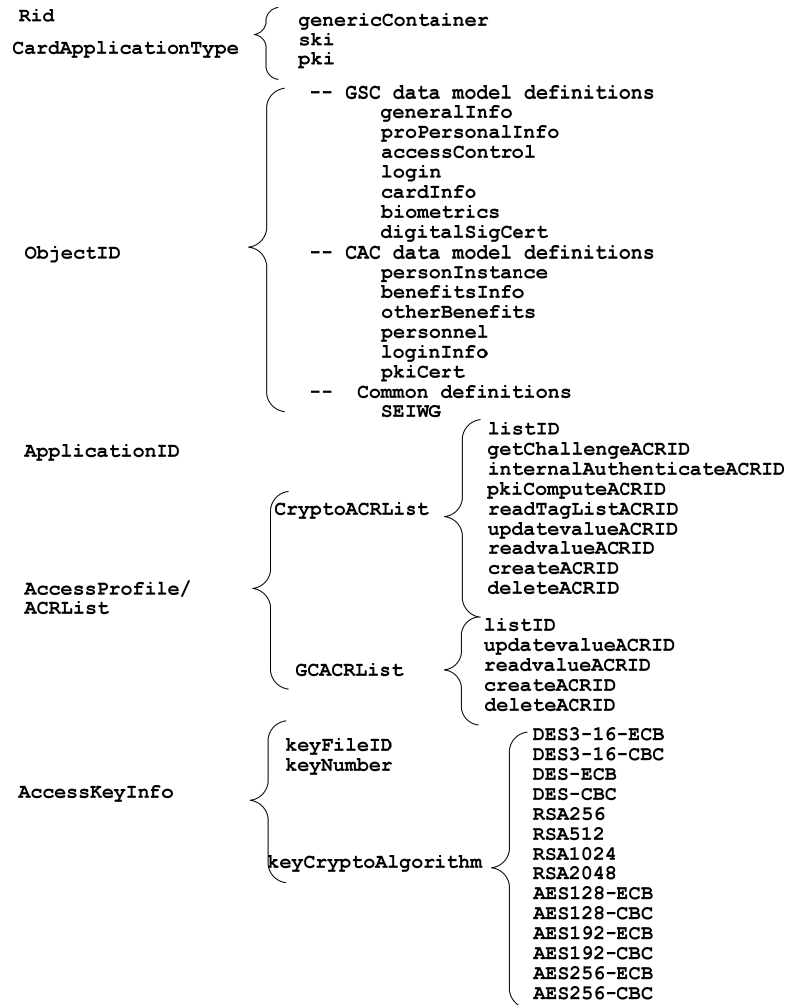 Rid
CardApplicationType
genericContainer
ski
pki
ObjectID
-- GSC data model definitions
generalInfo
proPersonalInfo
accessControl
login
cardInfo
biometrics
digitalSigCert
-- CAC data model definitions
personInstance
benefitsInfo
otherBenefits
personnel
loginInfo
pkiCert
-- Common definitions
SEIWG
ApplicationID
AccessProfile/
ACRList
CryptoACRList
listID
getChallengeACRID
internalAuthenticateACRID
pkiComputeACRID
readTagListACRID
updatevalueACRID
readvalueACRID
createACRID
deleteACRID
GCACRList
listID
updatevalueACRID
readvalueACRID
createACRID
deleteACRID
AccessKeyInfo
keyFileID
keyNumber
keyCryptoAlgorithm
DES3-16-ECB
DES3-16-CBC
DES-ECB
DES-CBC
RSA256
RSA512
RSA1024
RSA2048
AES128-ECB
AES128-CBC
AES192-ECB
AES192-CBC
AES256-ECB
AES256-CBC